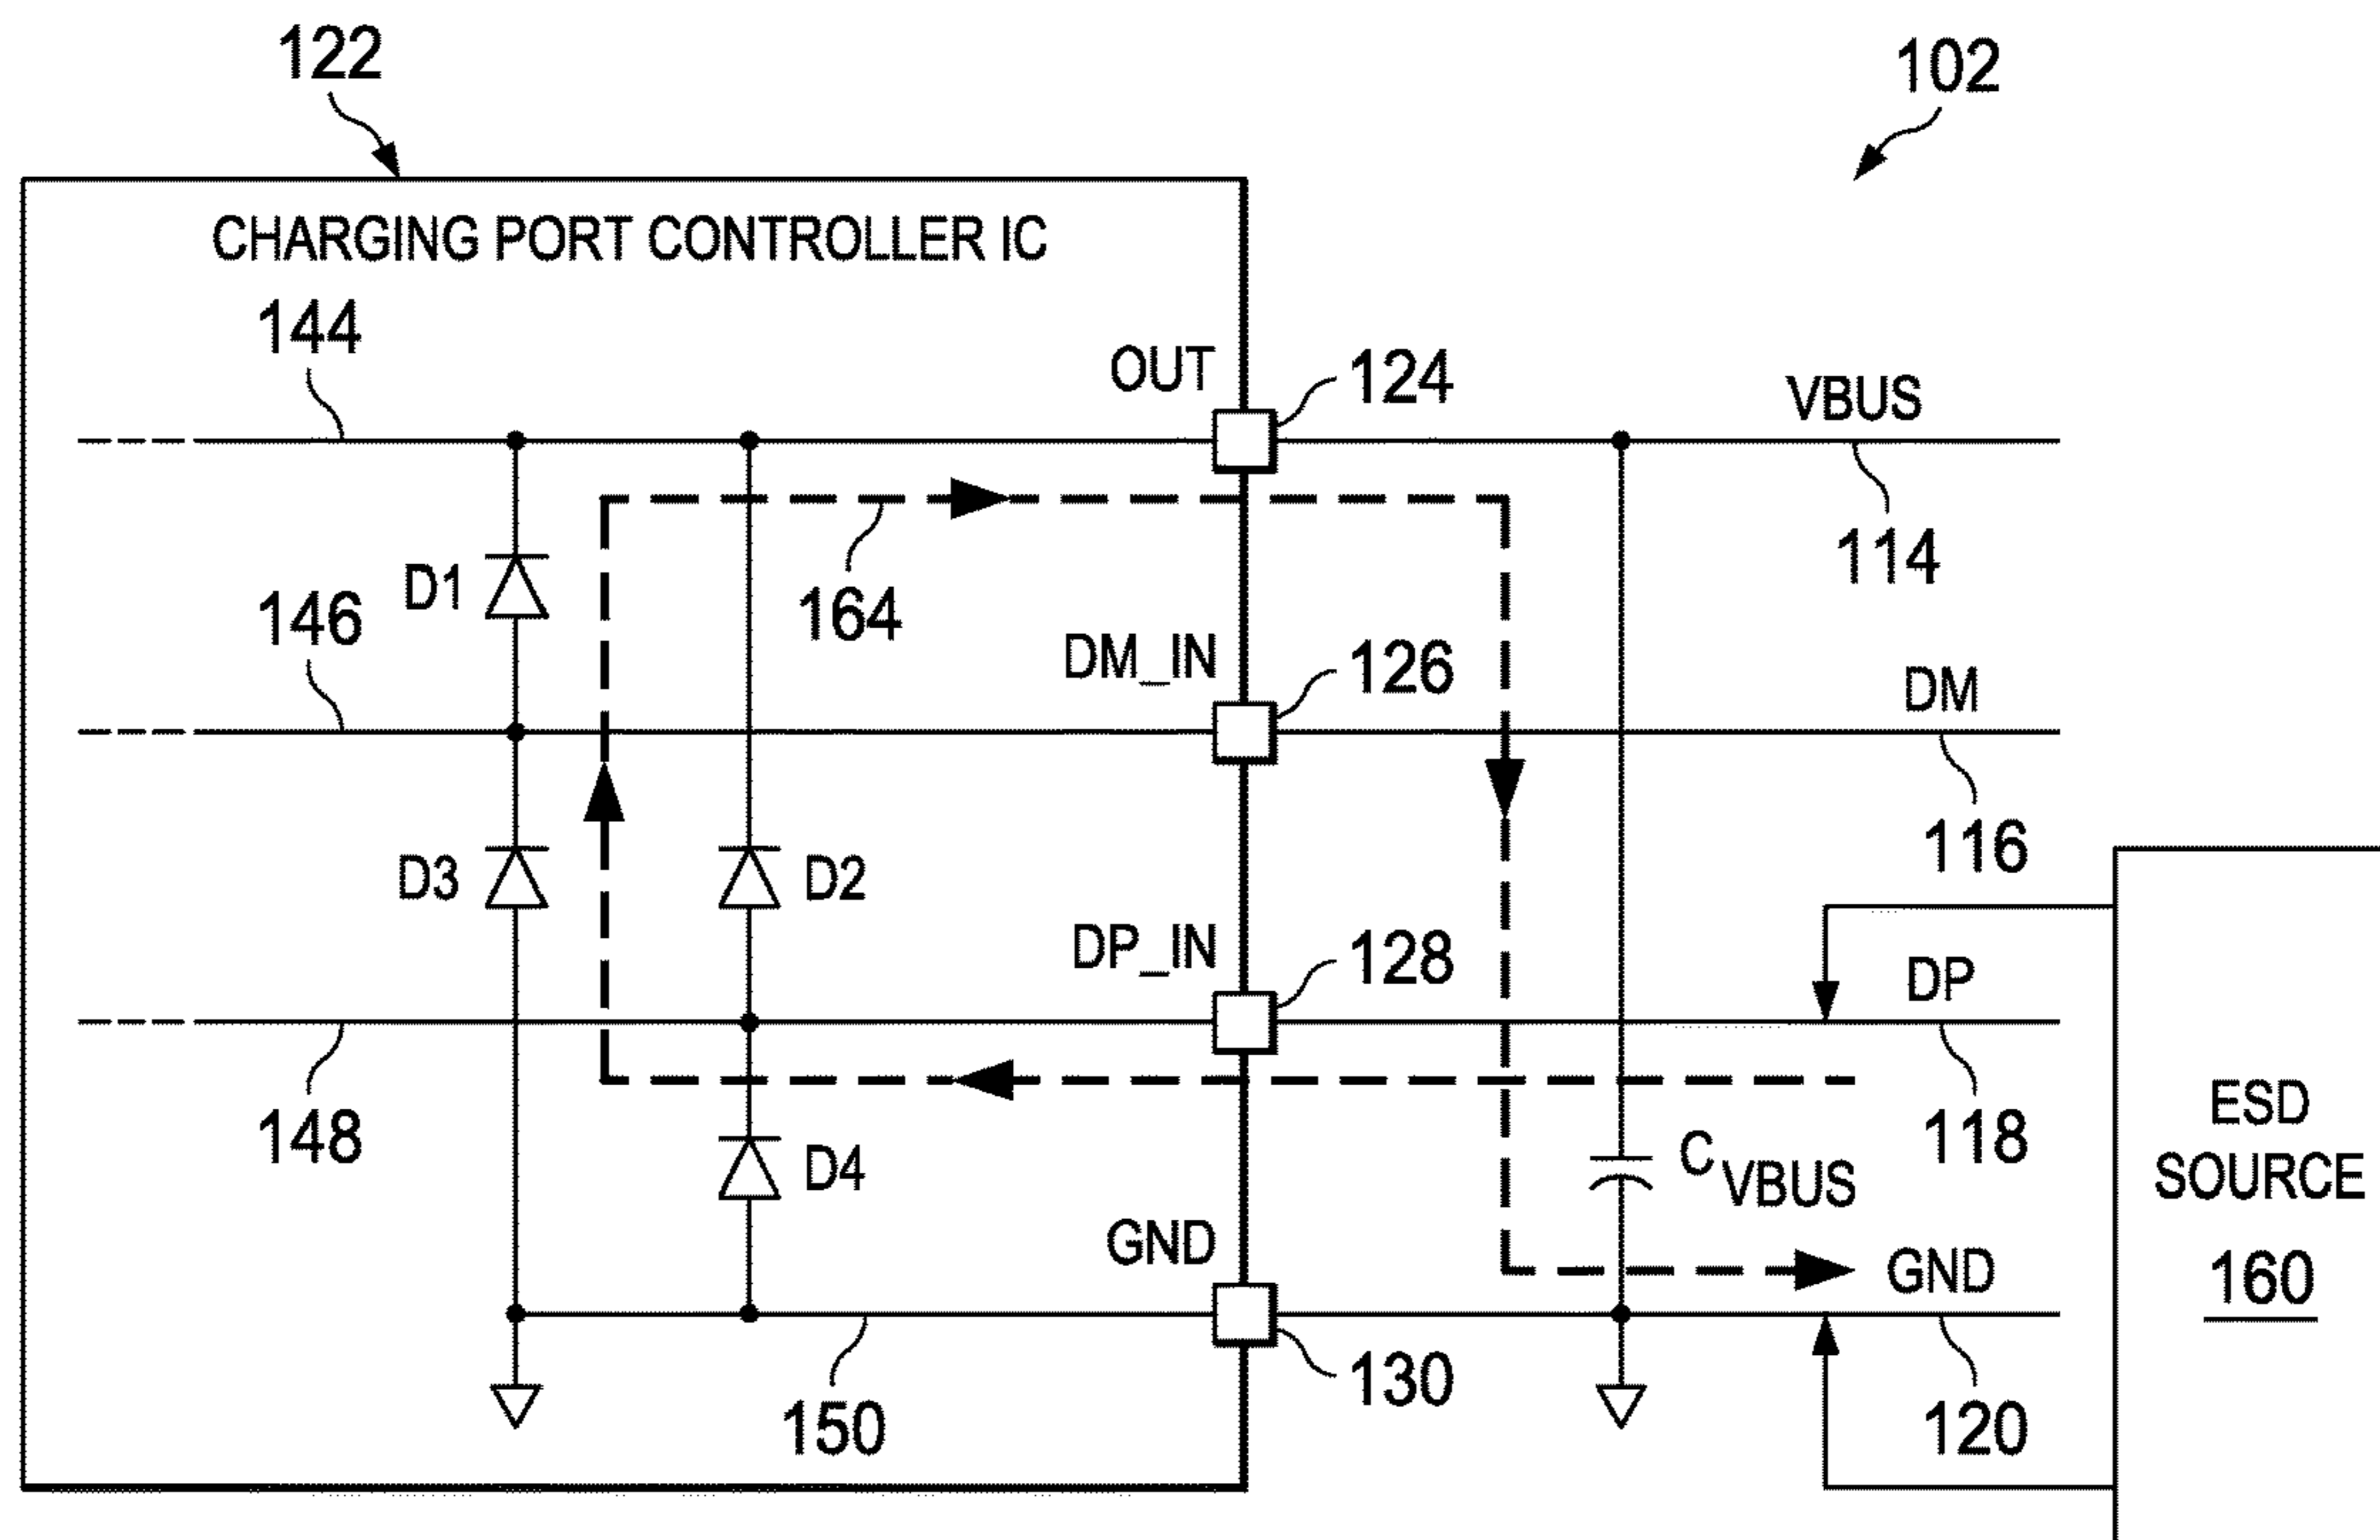 122
102
CHARGING PORT CONTROLLER IC
144
OUT
124
VBUS
114
D1
164
146
DM_IN
126
DM
116
D3
D2
DP_IN
128
DP
148
118
ESD
SOURCE
160
D4
CVBUS
GND
GND
130
150
120